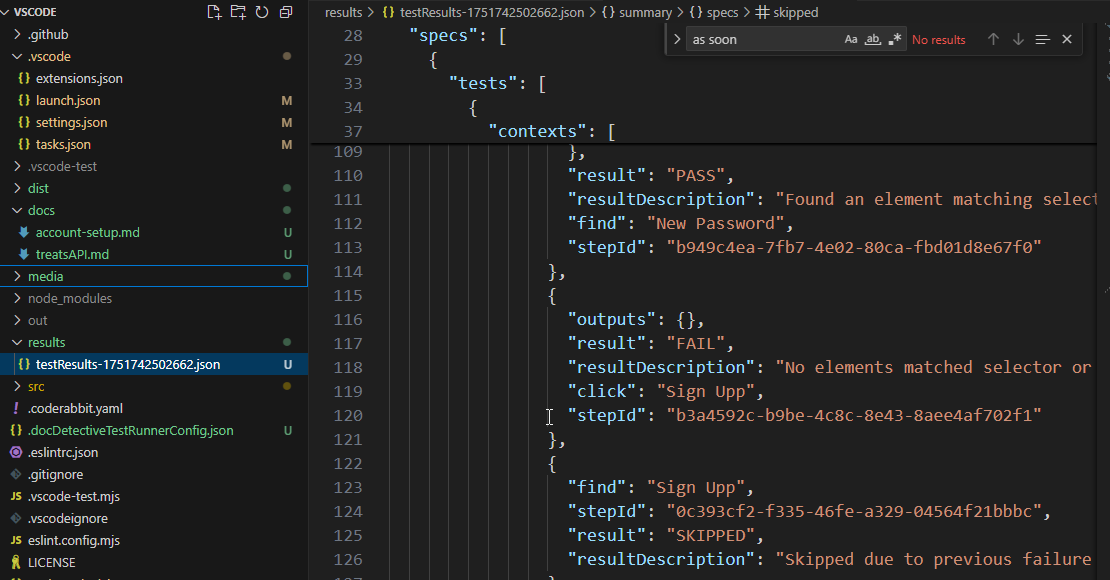 VSCODE
.github
.vscode
{} extensions.json
{} launch.json M
{} settings.json M
{} tasks.json M
.vscode-test
dist
docs
account-setup.md U
treatsAPI.md U
media
node_modules
out
results
{} testResults-1751742502662.json U
src
! .coderabbit.yaml
{} .docDetectiveTestRunnerConfig.json U
.eslintrc.json
.gitignore
JS .vscode-test.mjs
.vscodeignore
JS eslint.config.mjs
LICENSE
results > {} testResults-1751742502662.json > {} summary > {} specs > # skipped
as soon Aa ab .* No results
28 "specs": [
29 {
33 "tests": [
34 {
37 "contexts": [
109 },
110 "result": "PASS",
111 "resultDescription": "Found an element matching select
112 "find": "New Password",
113 "stepId": "b949c4ea-7fb7-4e02-80ca-fbd01d8e67f0"
114 },
115 {
116 "outputs": {},
117 "result": "FAIL",
118 "resultDescription": "No elements matched selector or
119 "click": "Sign Upp",
120 "stepId": "b3a4592c-b9be-4c8c-8e43-8aee4af702f1"
121 },
122 {
123 "find": "Sign Upp",
124 "stepId": "0c393cf2-f335-46fe-a329-04564f21bbbc",
125 "result": "SKIPPED",
126 "resultDescription": "Skipped due to previous failure